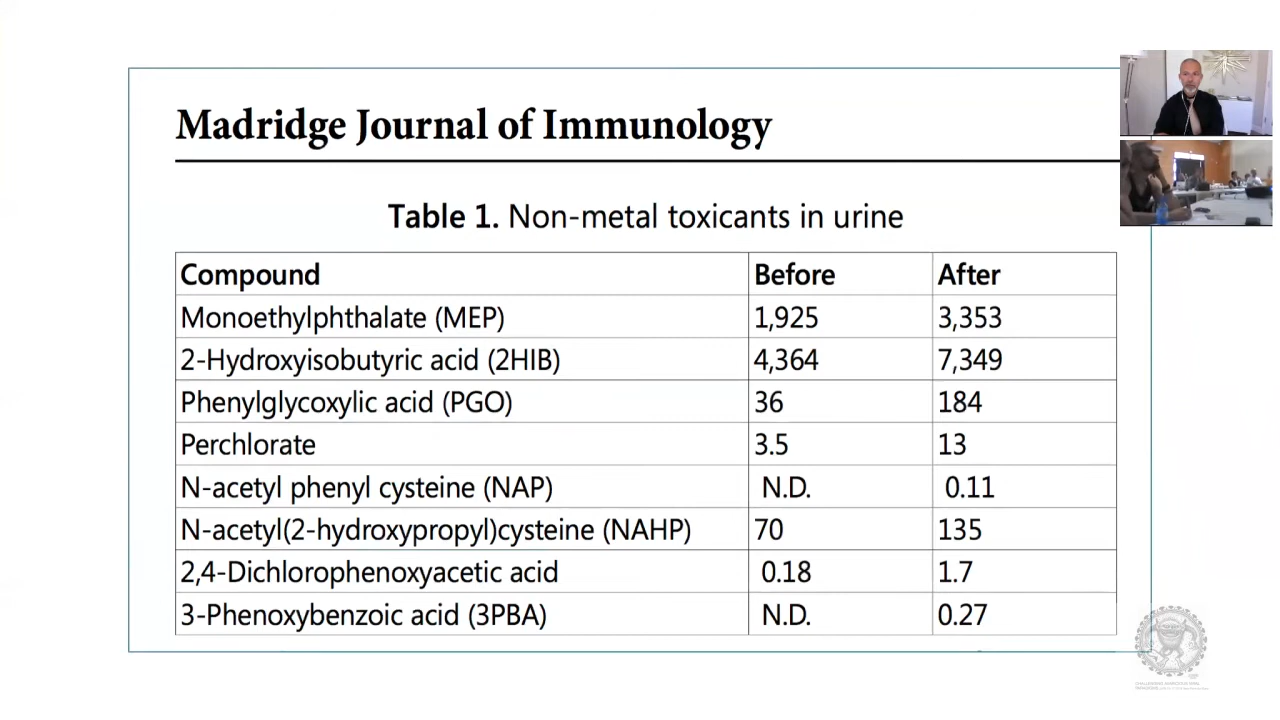 Madridge Journal of Immunology
Table 1. Non-metal toxicants in urine
Compound Before After
Monoethylphthalate (MEP) 1,925 3,353
2-Hydroxyisobutyric acid (2HIB) 4,364 7,349
Phenylglycoxylic acid (PGO) 36 184
Perchlorate 3.5 13
N-acetyl phenyl cysteine (NAP) N.D. 0.11
N-acetyl(2-hydroxypropyl)cysteine (NAHP) 70 135
2,4-Dichlorophenoxyacetic acid 0.18 1.7
3-Phenoxybenzoic acid (3PBA) N.D. 0.27